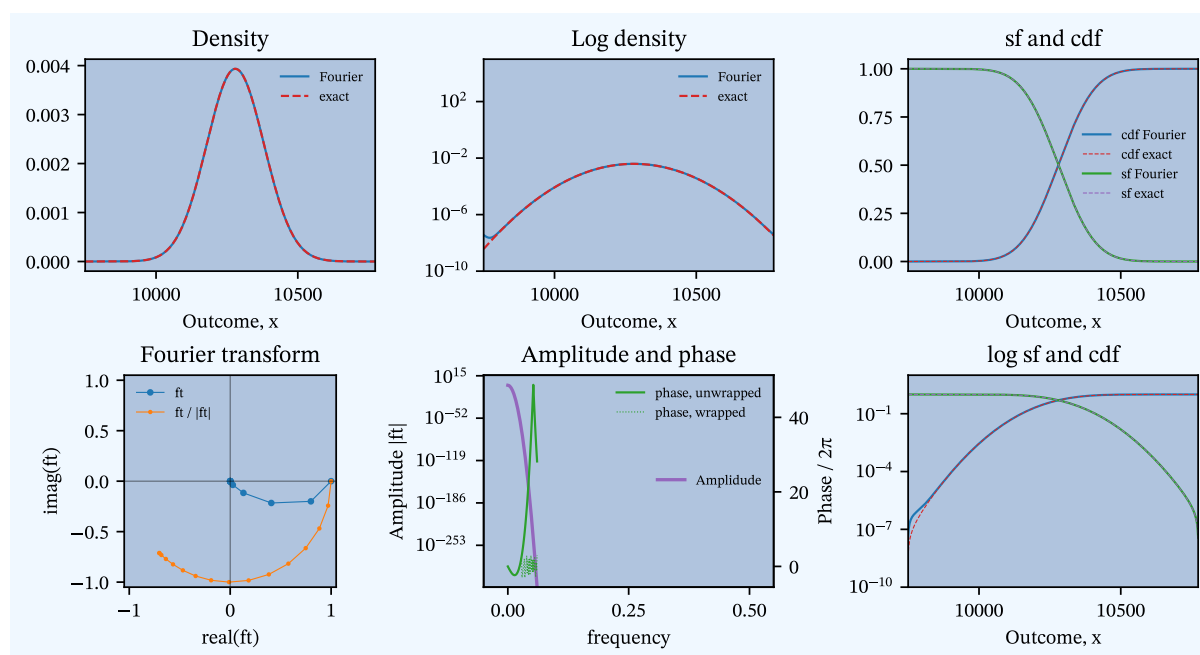 Density
0.004
0.003
0.002
0.001
0.000
Fourier
exact
10000
10500
Outcome, x
Log density
10²
10⁻²
10⁻⁶
10⁻¹⁰
Fourier
exact
10000
10500
Outcome, x
sf and cdf
1.00
0.75
0.50
0.25
0.00
cdf Fourier
cdf exact
sf Fourier
sf exact
10000
10500
Outcome, x
Fourier transform
imag(ft)
1.0
0.5
0.0
−0.5
−1.0
ft
ft / |ft|
−1
0
1
real(ft)
Amplitude and phase
Amplitude |ft|
10¹⁵
10⁻⁵²
10⁻¹¹⁹
10⁻¹⁸⁶
10⁻²⁵³
phase, unwrapped
phase, wrapped
Amplidude
40
20
0
Phase / 2π
0.00
0.25
0.50
frequency
log sf and cdf
10⁻¹
10⁻⁴
10⁻⁷
10⁻¹⁰
10000
10500
Outcome, x